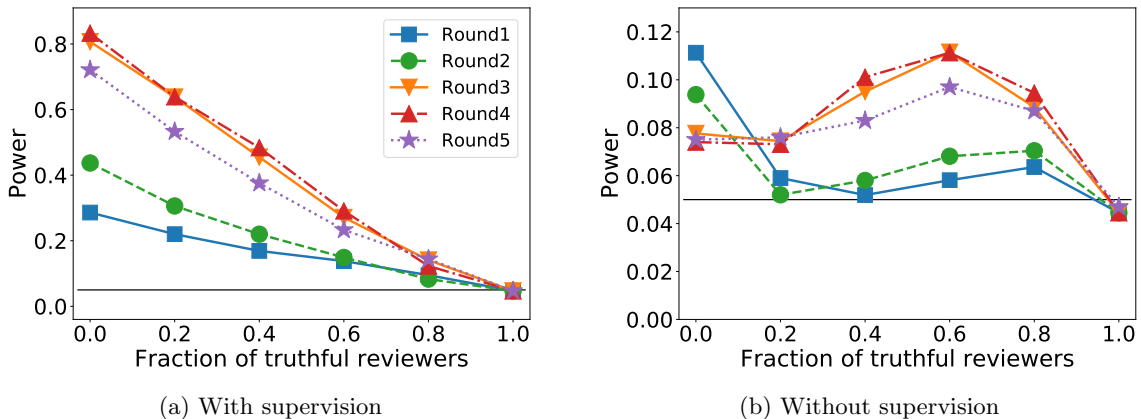 Power
0.8
0.6
0.4
0.2
0.0
Round1
Round2
Round3
Round4
Round5
0.0 0.2 0.4 0.6 0.8 1.0
Fraction of truthful reviewers
(a) With supervision
Power
0.12
0.10
0.08
0.06
0.04
0.02
0.00
0.0 0.2 0.4 0.6 0.8 1.0
Fraction of truthful reviewers
(b) Without supervision